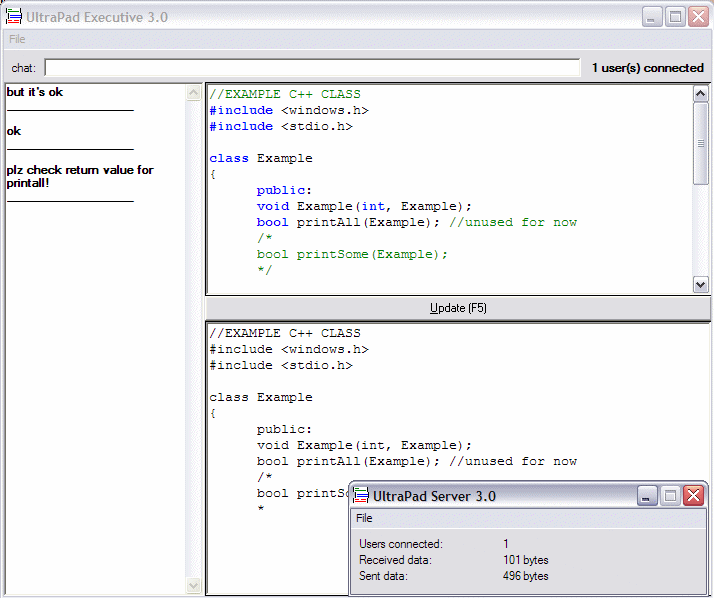 UltraPad Executive 3.0
File
chat:
1 user(s) connected
but it's ok
ok
plz check return value for
printall!
//EXAMPLE C++ CLASS
#include <windows.h>
#include <stdio.h>
class Example
{
public:
void Example(int, Example);
bool printAll(Example); //unused for now
/*
bool printSome(Example);
*/
Update (F5)
//EXAMPLE C++ CLASS
#include <windows.h>
#include <stdio.h>
class Example
{
public:
void Example(int, Example);
bool printAll(Example); //unused for now
/*
bool printS
*
UltraPad Server 3.0
File
Users connected: 1
Received data: 101 bytes
Sent data: 496 bytes